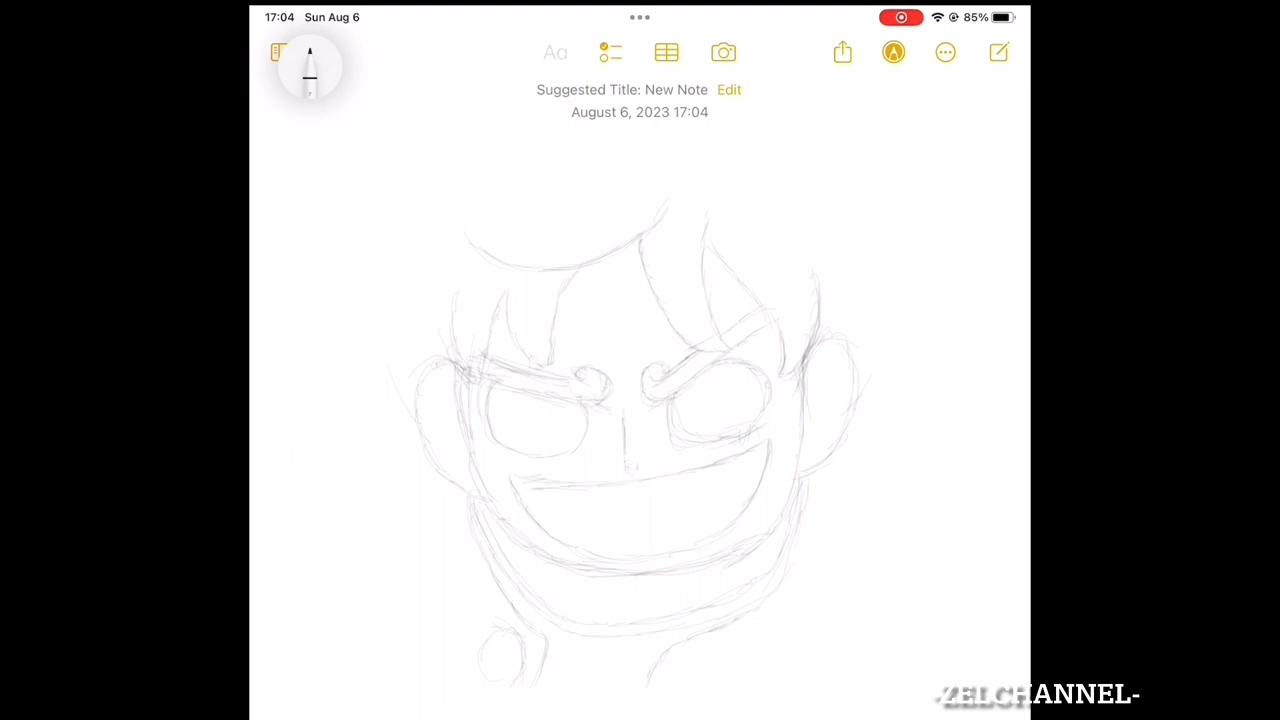 17:04 Sun Aug 6
85%
Aa
Suggested Title: New Note Edit
August 6, 2023 17:04
-ZELCHANNEL-